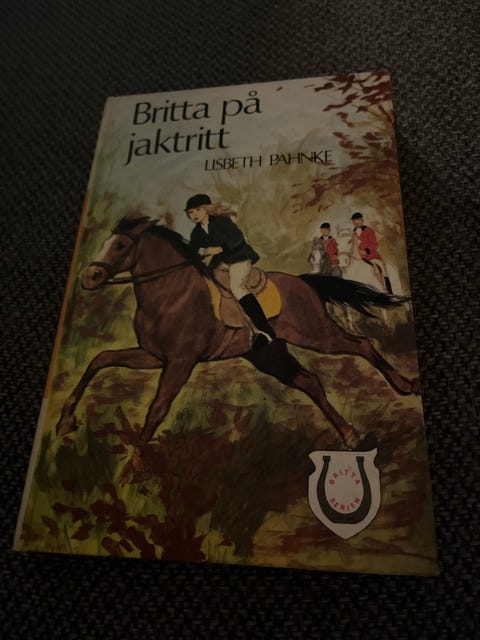 Britta på
jaktritt
LISBETH PAHNKE
BRITTA
SERIEN